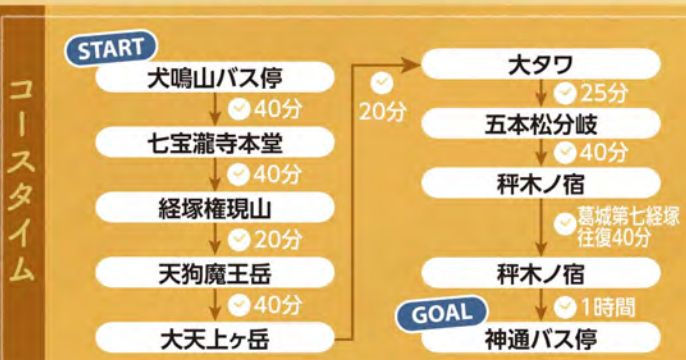 コースタイム
START
犬鳴山バス停
40分
七宝瀧寺本堂
40分
経塚権現山
20分
天狗魔王岳
40分
大天上ヶ岳
20分
大タワ
25分
五本松分岐
40分
秤木ノ宿
葛城第七経塚
往復40分
秤木ノ宿
1時間
GOAL
神通バス停